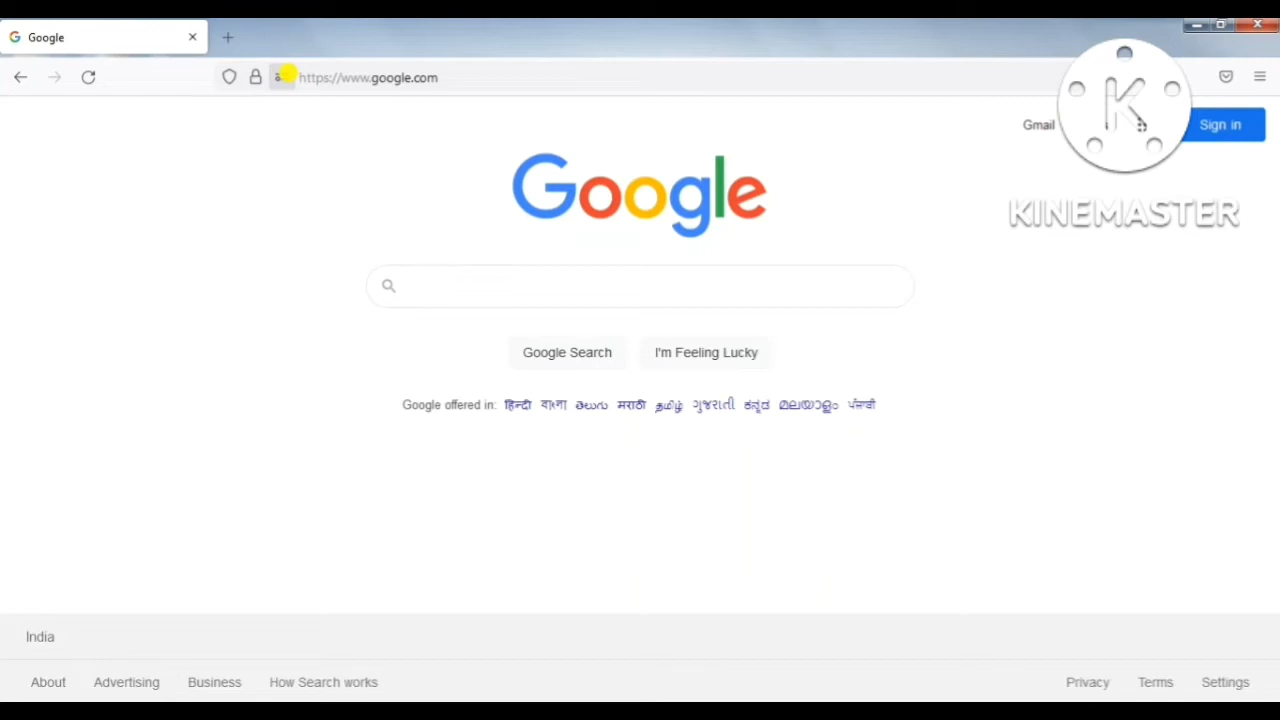 Google
https://www.google.com
Gmail
Sign in
KINEMASTER
Google
Google Search
I'm Feeling Lucky
Google offered in: हिन्दी বাংলা తెలుగు मराठी தமிழ் ગુજરાતી ಕನ್ನಡ മലയാളം ਪੰਜਾਬੀ
India
About Advertising Business How Search works Privacy Terms Settings